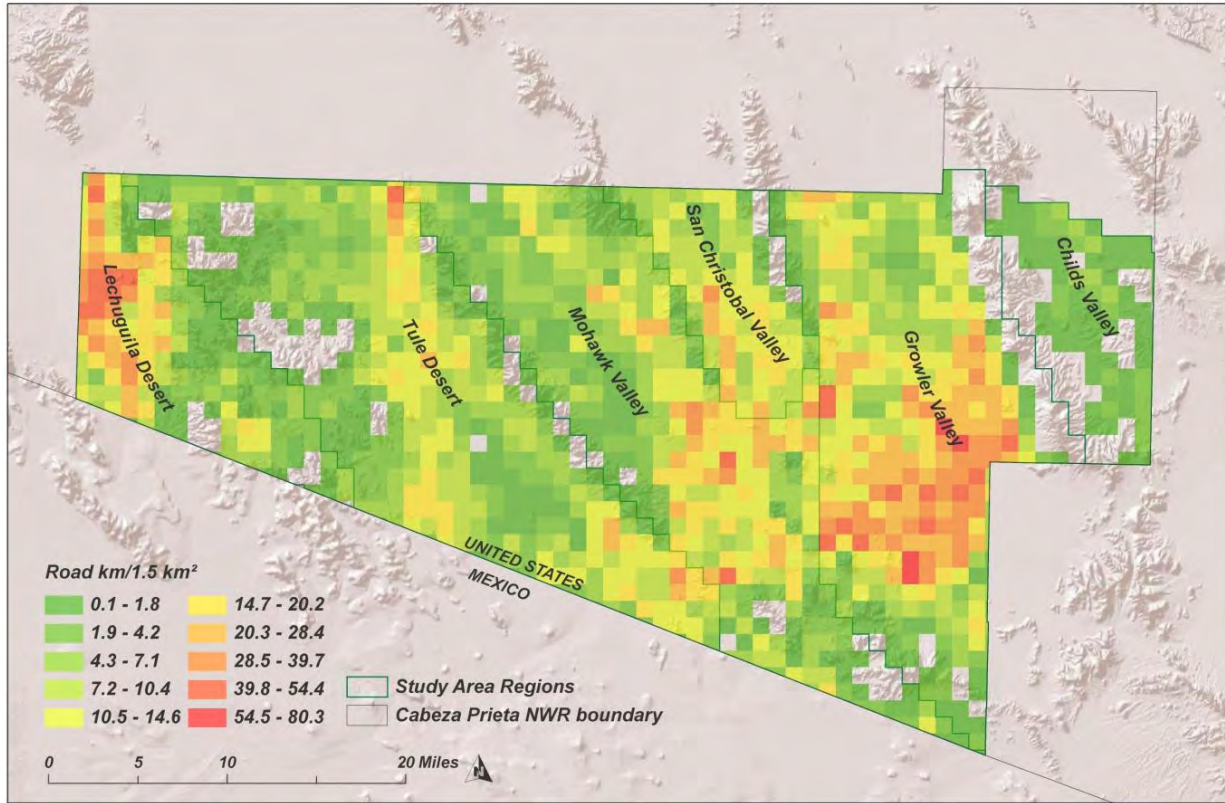 San Christobal Valley
Childs Valley
Lechuguila Desert
Tule Desert
Mohawk Valley
Growler Valley
UNITED STATES
MEXICO
Road km/1.5 km²
0.1 - 1.8
1.9 - 4.2
4.3 - 7.1
7.2 - 10.4
10.5 - 14.6
14.7 - 20.2
20.3 - 28.4
28.5 - 39.7
39.8 - 54.4
54.5 - 80.3
Study Area Regions
Cabeza Prieta NWR boundary
0 5 10 20 Miles
N